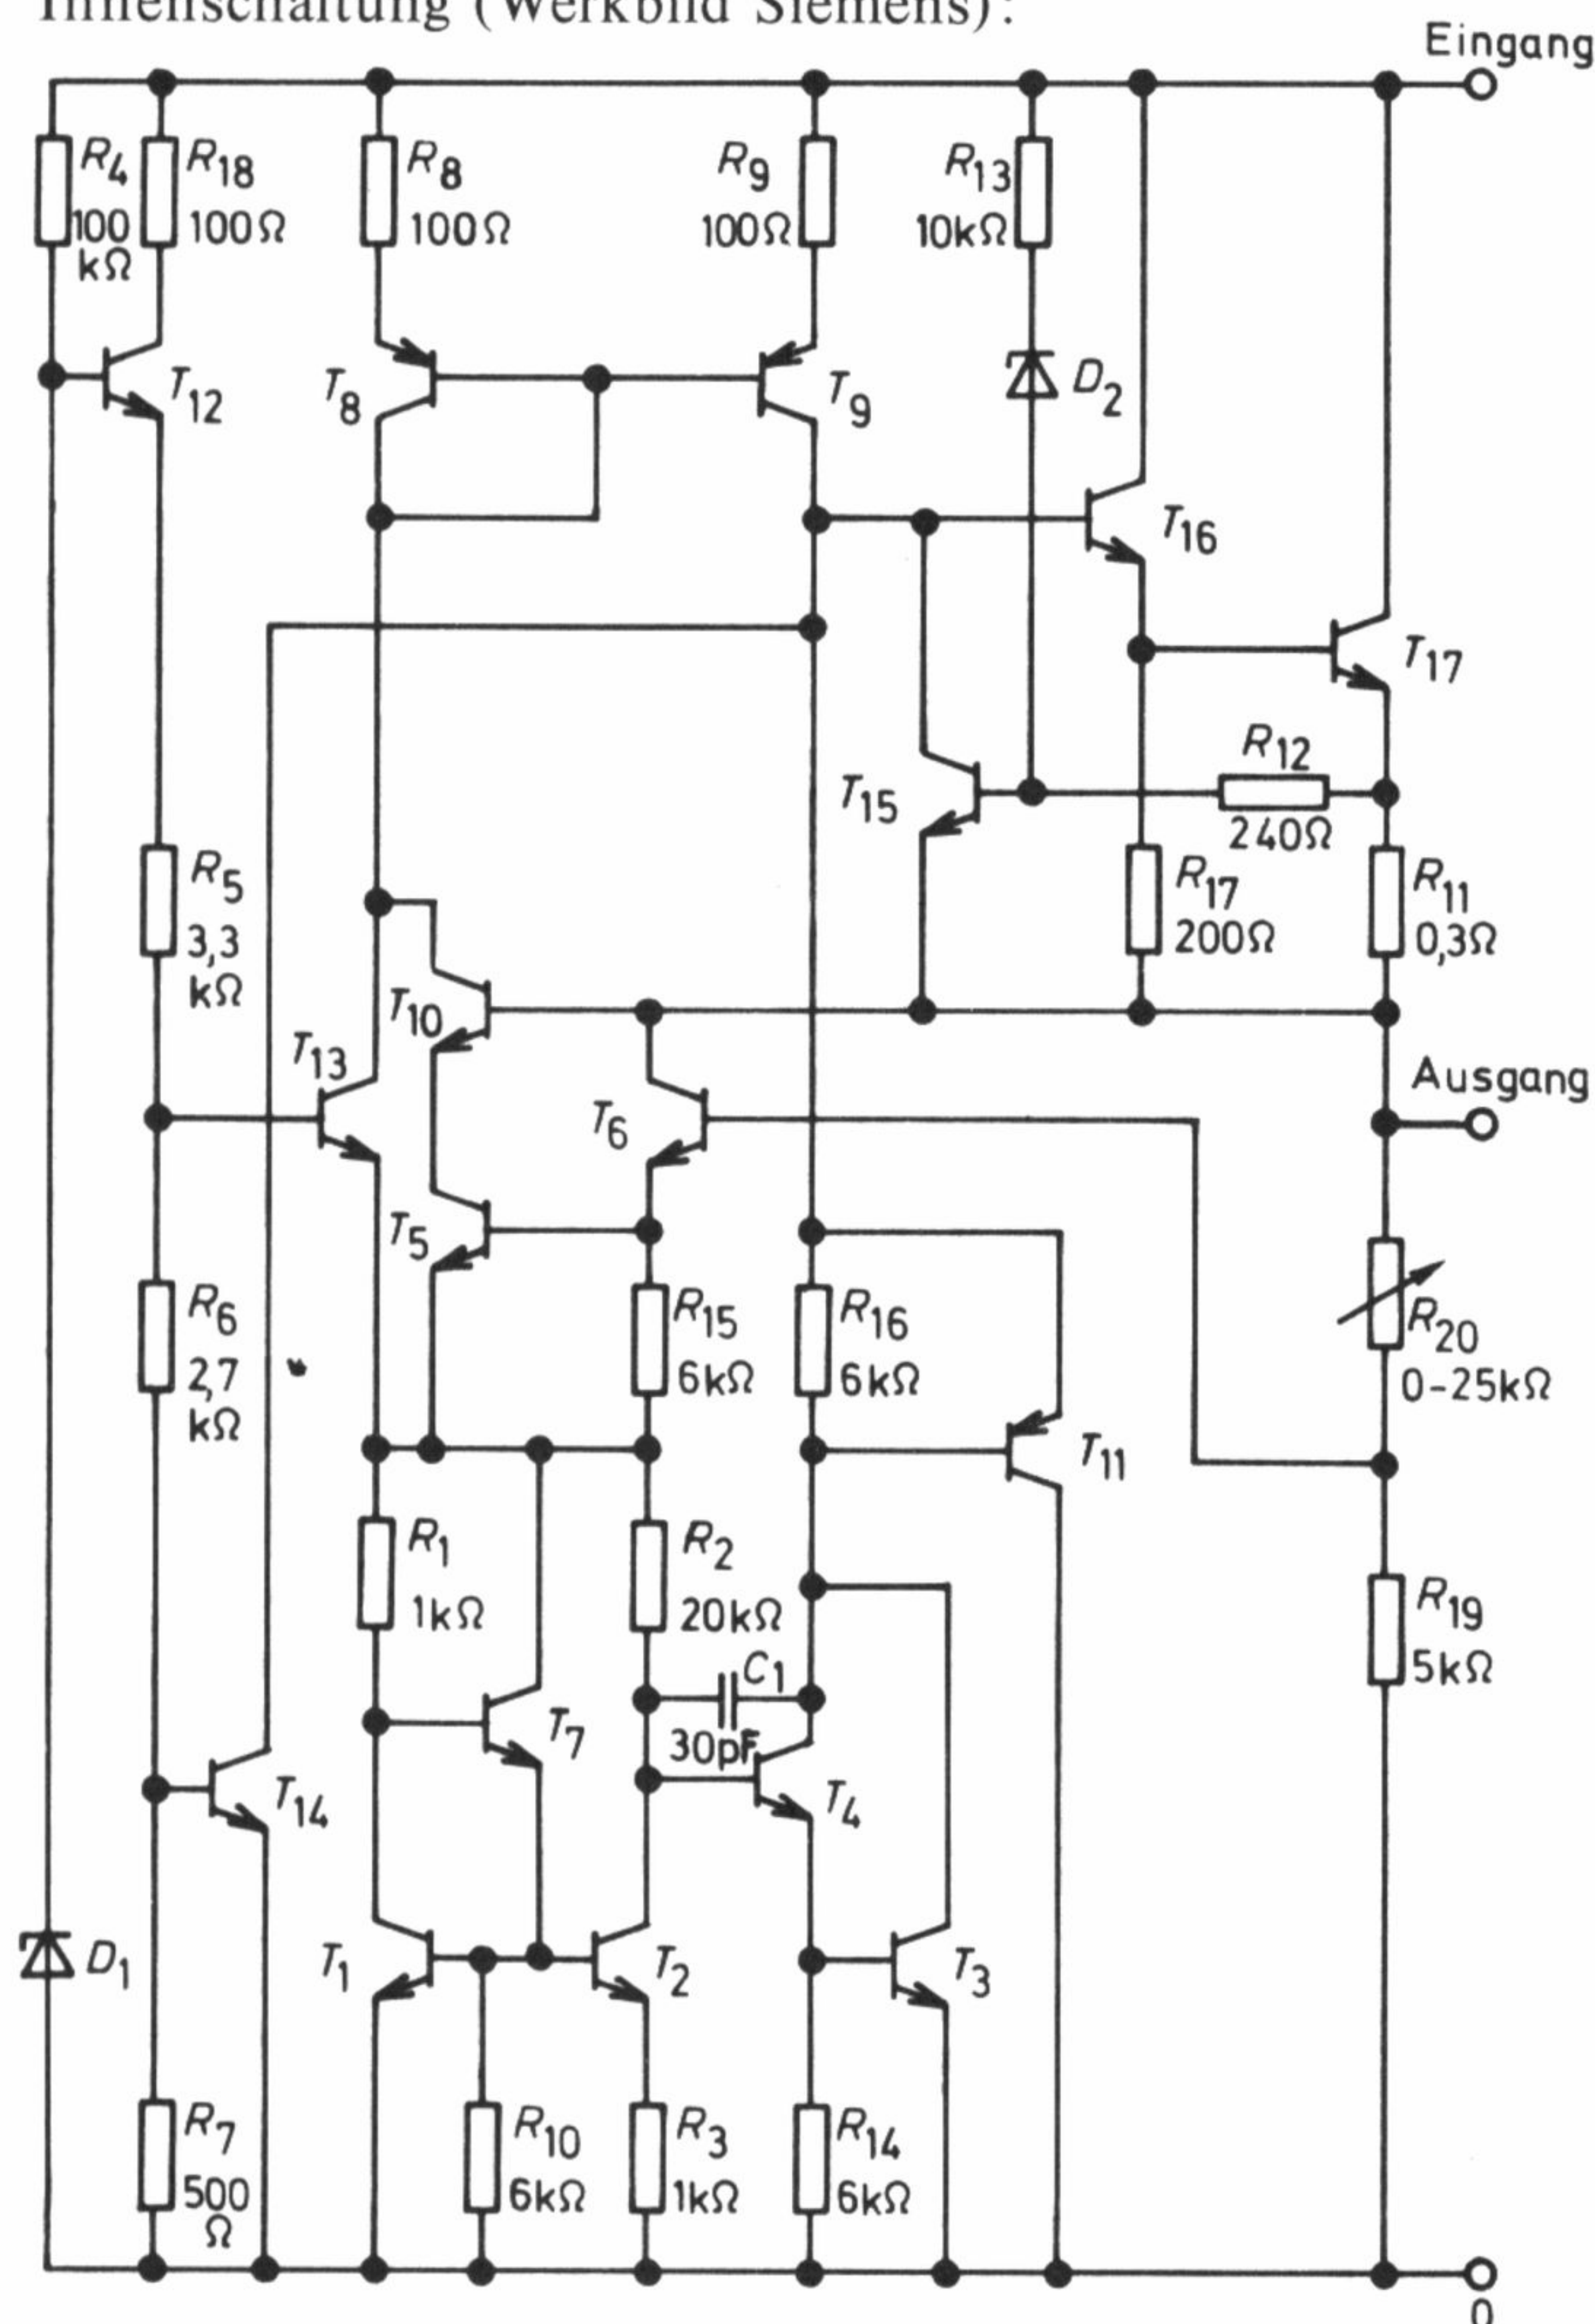 Innenschaltung (Werkbild Siemens):
Eingang
R4
100
kΩ
R18
100Ω
R8
100Ω
R9
100Ω
R13
10kΩ
T12
T8
T9
D2
T16
T17
R12
240Ω
T15
R5
3,3
kΩ
R17
200Ω
R11
0,3Ω
T10
T13
T6
Ausgang
T5
R6
2,7
kΩ
R15
6kΩ
R16
6kΩ
R20
0-25kΩ
T11
R1
1kΩ
R2
20kΩ
R19
5kΩ
C1
30pF
T7
T14
T4
D1
T1
T2
T3
R7
500
Ω
R10
6kΩ
R3
1kΩ
R14
6kΩ
0